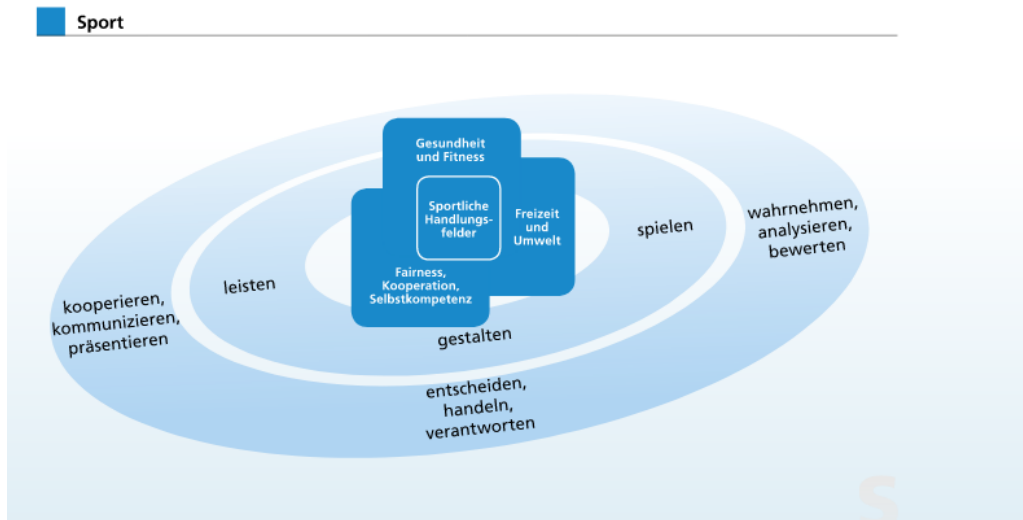 Sport
Gesundheit
und Fitness
Sportliche
Handlungs-
felder
Freizeit
und
Umwelt
Fairness,
Kooperation,
Selbstkompetenz
leisten
spielen
gestalten
wahrnehmen,
analysieren,
bewerten
kooperieren,
kommunizieren,
präsentieren
entscheiden,
handeln,
verantworten
S